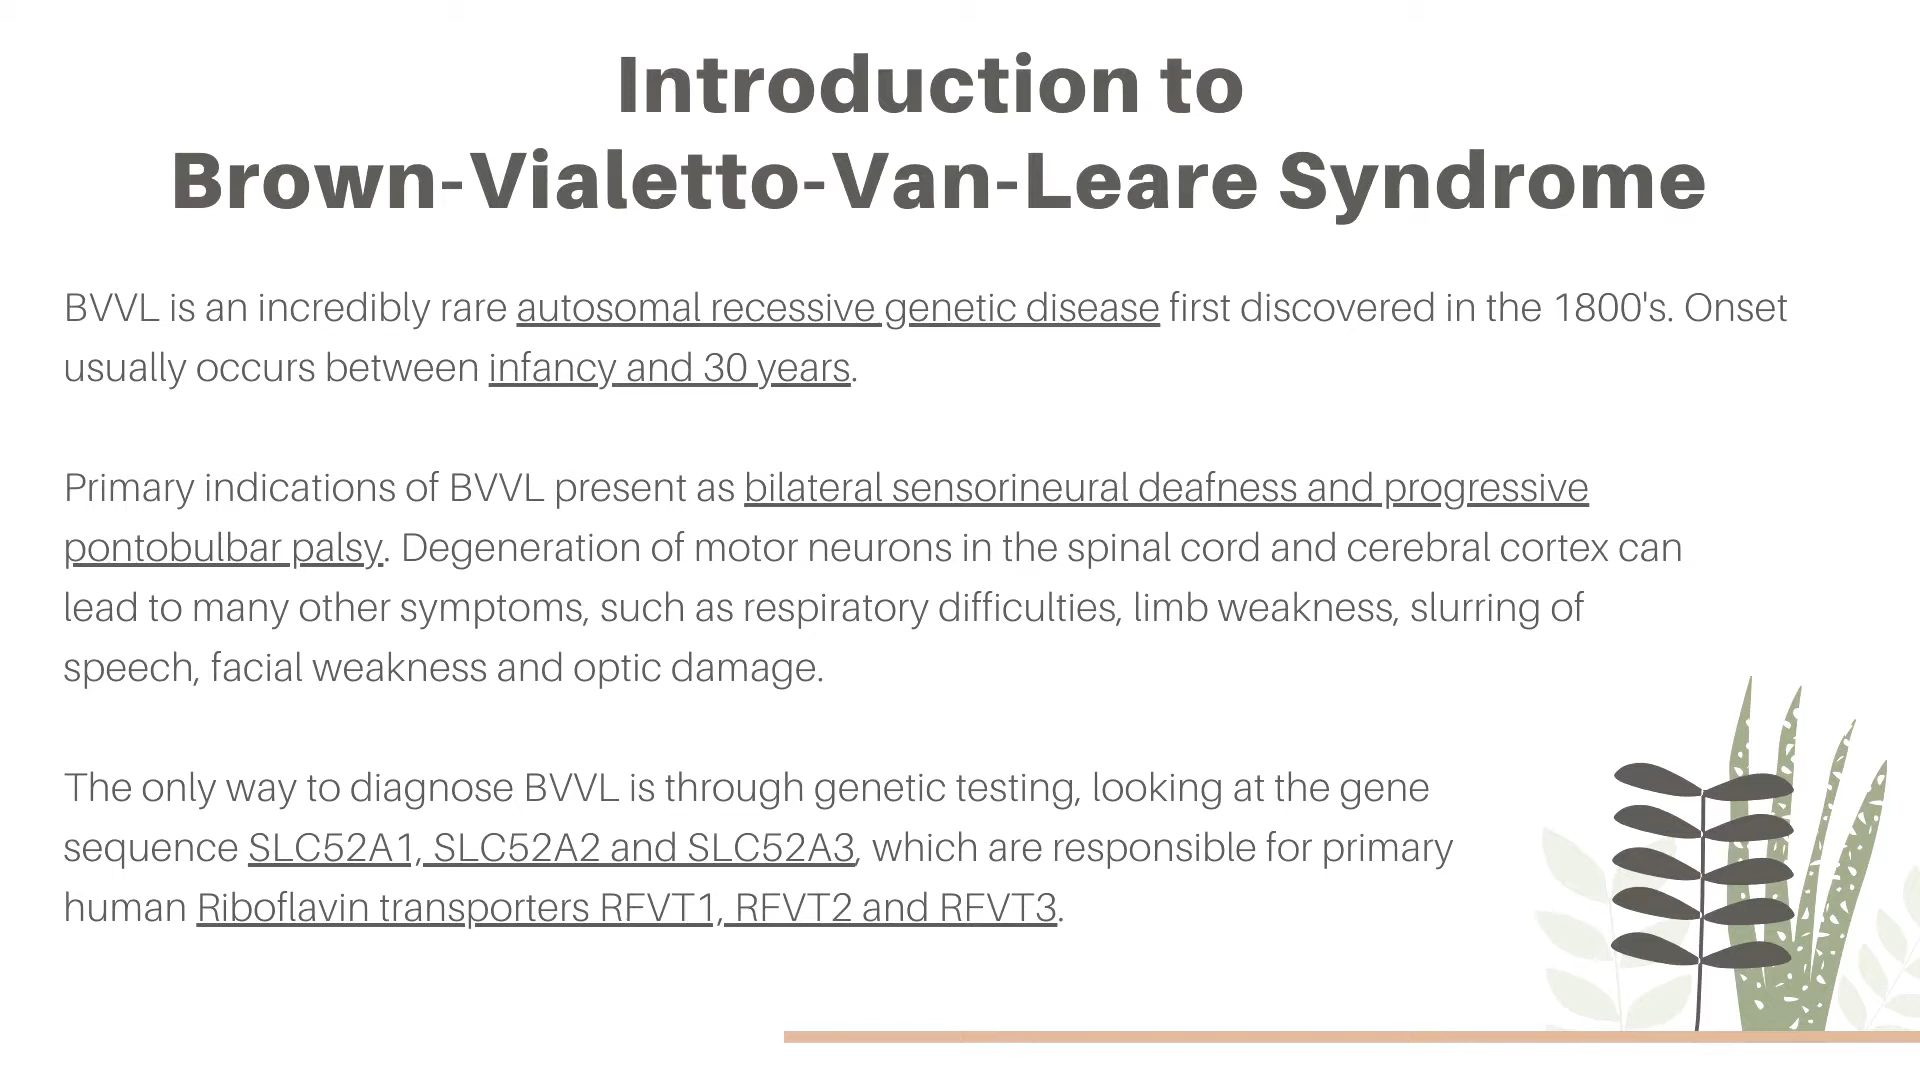 Introduction to
Brown-Vialetto-Van-Leare Syndrome
BVVL is an incredibly rare autosomal recessive genetic disease first discovered in the 1800's. Onset
usually occurs between infancy and 30 years.
Primary indications of BVVL present as bilateral sensorineural deafness and progressive
pontobulbar palsy. Degeneration of motor neurons in the spinal cord and cerebral cortex can
lead to many other symptoms, such as respiratory difficulties, limb weakness, slurring of
speech, facial weakness and optic damage.
The only way to diagnose BVVL is through genetic testing, looking at the gene
sequence SLC52A1, SLC52A2 and SLC52A3, which are responsible for primary
human Riboflavin transporters RFVT1, RFVT2 and RFVT3.